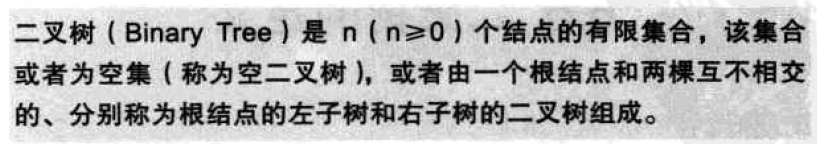 二叉树（Binary Tree）是 n（n≥0）个结点的有限集合，该集合
或者为空集（称为空二叉树），或者由一个根结点和两棵互不相交
的、分别称为根结点的左子树和右子树的二叉树组成。